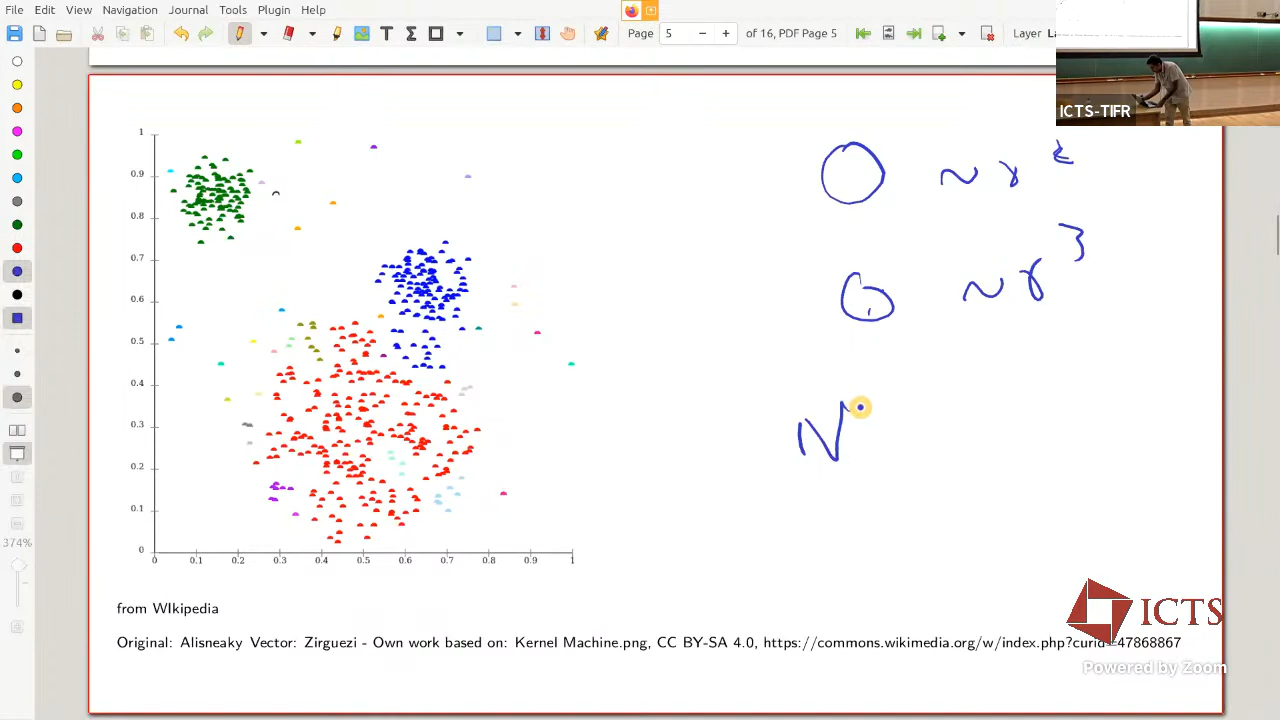 File Edit View Navigation Journal Tools Plugin Help
Page 5 of 16, PDF Page 5 Layer
ICTS-TIFR
1
0.9
0.8
0.7
0.6
0.5
0.4
0.3
0.2
0.1
0
0 0.1 0.2 0.3 0.4 0.5 0.6 0.7 0.8 0.9 1
~ r²
~ r³
N
374%
from WIkipedia
Original: Alisneaky Vector: Zirguezi - Own work based on: Kernel Machine.png, CC BY-SA 4.0, https://commons.wikimedia.org/w/index.php?curid=47868867
ICTS
Powered by Zoom